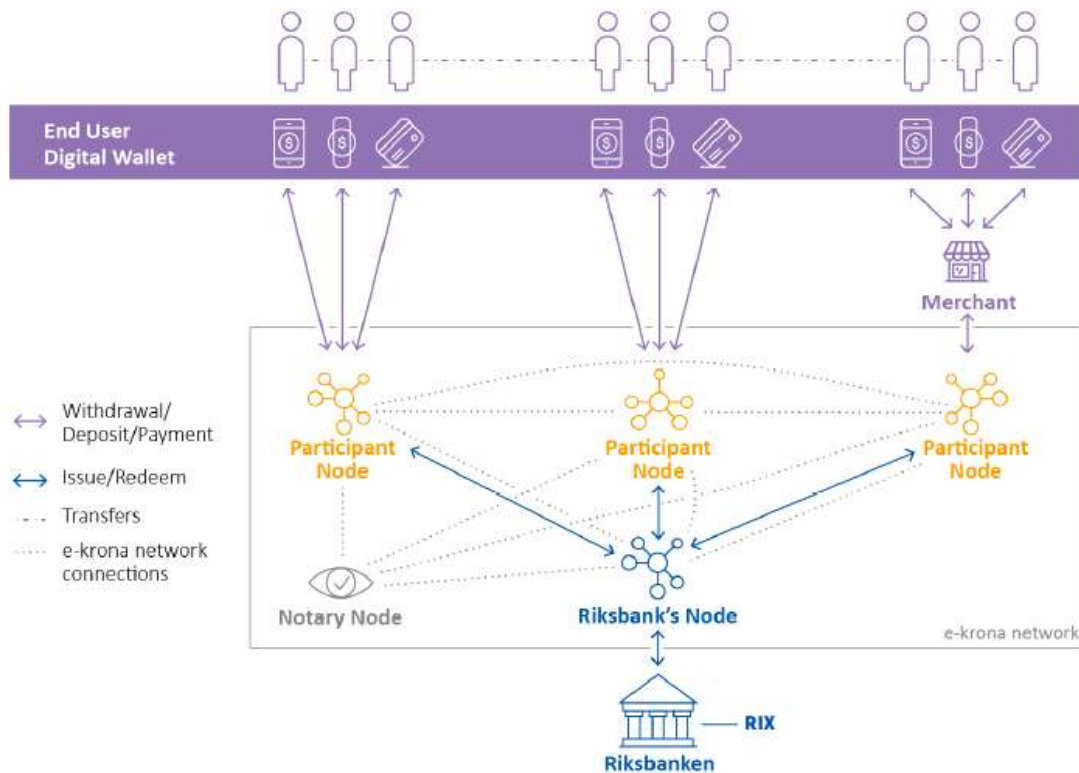 End User
Digital Wallet
Merchant
Withdrawal/
Deposit/Payment
Issue/Redeem
Transfers
e-krona network
connections
Participant
Node
Participant
Node
Participant
Node
Notary Node
Riksbank's Node
e-krona network
RIX
Riksbanken